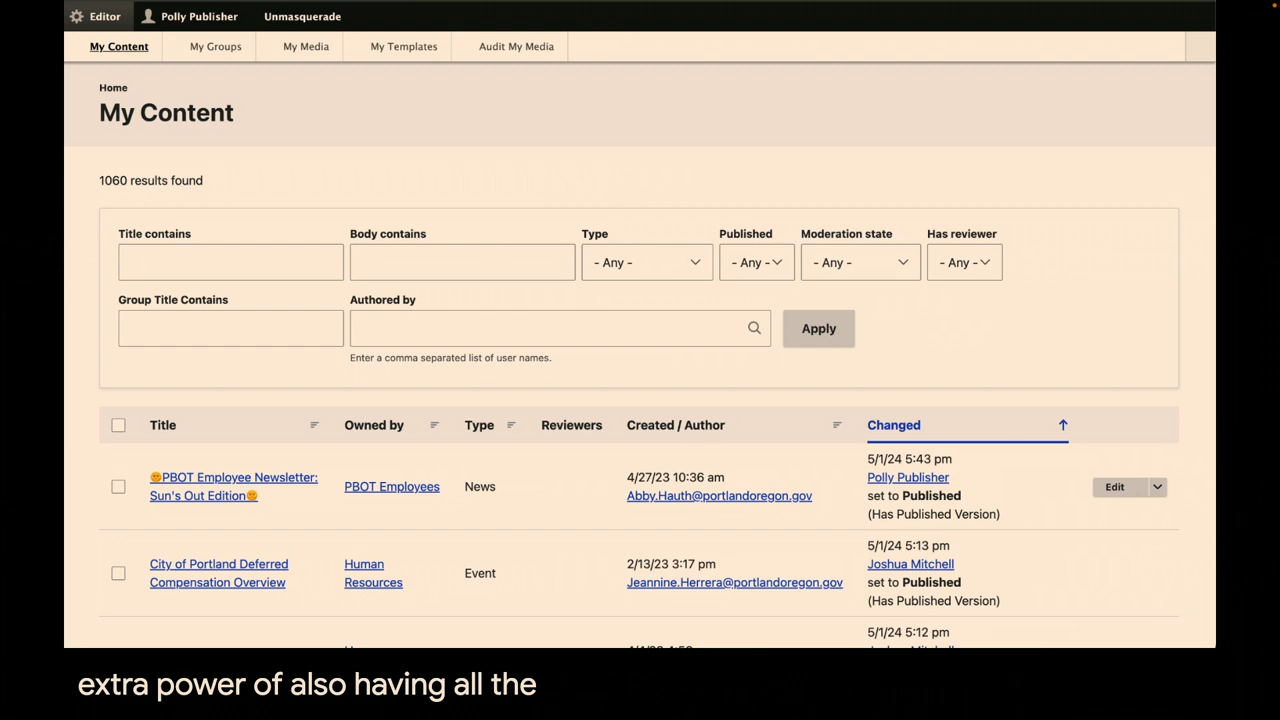 Editor Polly Publisher Unmasquerade
My Content My Groups My Media My Templates Audit My Media
Home
My Content
1060 results found
Title contains Body contains Type Published Moderation state Has reviewer
- Any - - Any - - Any - - Any -
Group Title Contains Authored by
Apply
Enter a comma separated list of user names.
Title Owned by Type Reviewers Created / Author Changed
5/1/24 5:43 pm
🌞PBOT Employee Newsletter: 4/27/23 10:36 am Polly Publisher
Sun's Out Edition🌞 PBOT Employees News Abby.Hauth@portlandoregon.gov set to Published Edit
(Has Published Version)
5/1/24 5:13 pm
City of Portland Deferred Human 2/13/23 3:17 pm Joshua Mitchell
Compensation Overview Resources Event Jeannine.Herrera@portlandoregon.gov set to Published
(Has Published Version)
5/1/24 5:12 pm
extra power of also having all the